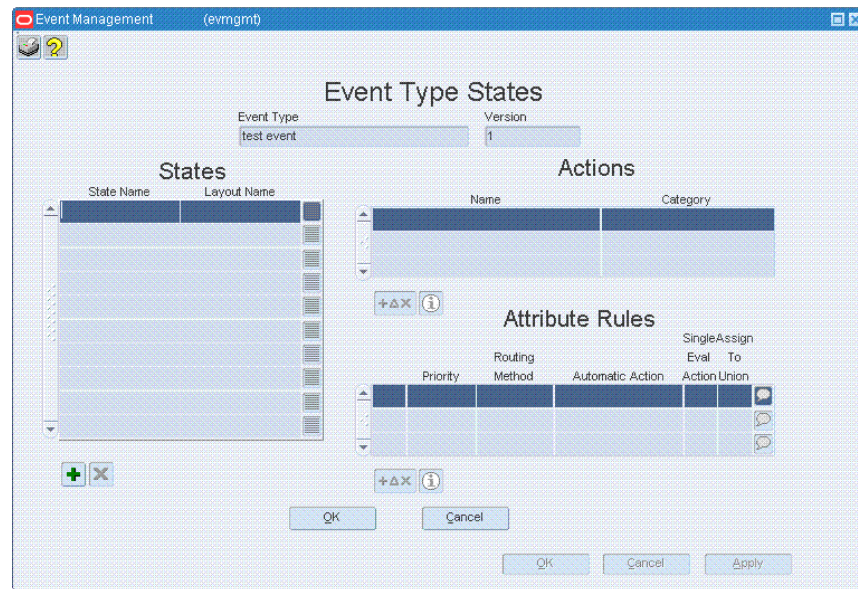 Event Management (evmgmt)
Event Type States
Event Type Version
test event 1
States
State Name Layout Name
Actions
Name Category
+Δ×
Attribute Rules
Priority Routing Method Automatic Action Single Eval Action Assign To Union
+Δ×
OK Cancel
OK Cancel Apply